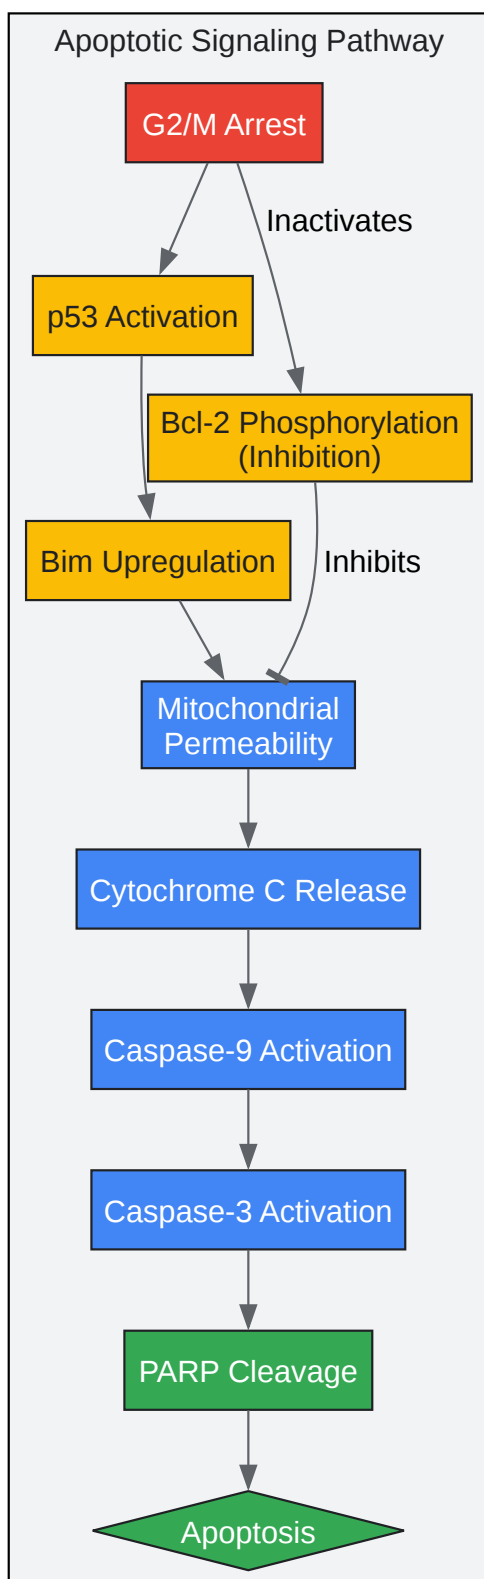 Apoptotic Signaling Pathway
G2/M Arrest
Inactivates
p53 Activation
Bcl-2 Phosphorylation
(Inhibition)
Bim Upregulation
Inhibits
Mitochondrial
Permeability
Cytochrome C Release
Caspase-9 Activation
Caspase-3 Activation
PARP Cleavage
Apoptosis